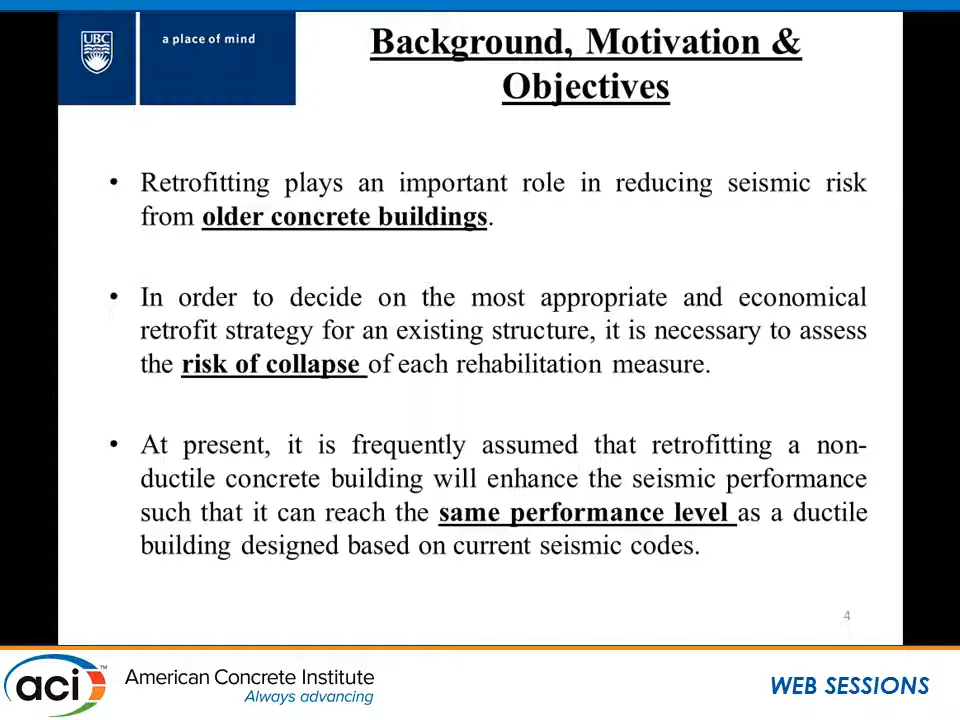 UBC
a place of mind
Background, Motivation &
Objectives
• Retrofitting plays an important role in reducing seismic risk
from older concrete buildings.
• In order to decide on the most appropriate and economical
retrofit strategy for an existing structure, it is necessary to assess
the risk of collapse of each rehabilitation measure.
• At present, it is frequently assumed that retrofitting a non-
ductile concrete building will enhance the seismic performance
such that it can reach the same performance level as a ductile
building designed based on current seismic codes.
4
aci™
American Concrete Institute
Always advancing
WEB SESSIONS